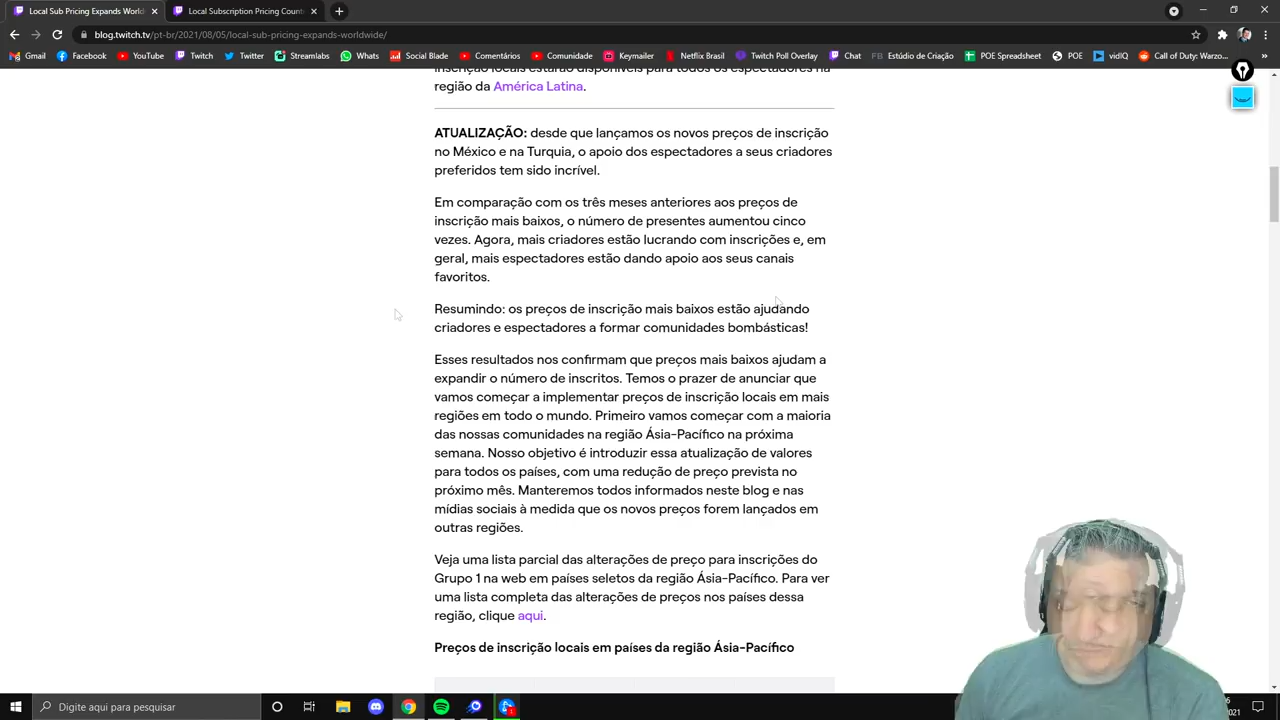 Local Sub Pricing Expands World
Local Subscription Pricing Count
blog.twitch.tv/pt-br/2021/08/05/local-sub-pricing-expands-worldwide/
Gmail
Facebook
YouTube
Twitch
Twitter
Streamlabs
Whats
Social Blade
Comentários
Comunidade
Keymailer
Netflix Brasil
Twitch Poll Overlay
Chat
Estúdio de Criação
POE Spreadsheet
POE
vidIQ
Call of Duty: Warzo...
inscrição locais estarão disponíveis para todos os espectadores na
região da América Latina.
ATUALIZAÇÃO: desde que lançamos os novos preços de inscrição
no México e na Turquia, o apoio dos espectadores a seus criadores
preferidos tem sido incrível.
Em comparação com os três meses anteriores aos preços de
inscrição mais baixos, o número de presentes aumentou cinco
vezes. Agora, mais criadores estão lucrando com inscrições e, em
geral, mais espectadores estão dando apoio aos seus canais
favoritos.
Resumindo: os preços de inscrição mais baixos estão ajudando
criadores e espectadores a formar comunidades bombásticas!
Esses resultados nos confirmam que preços mais baixos ajudam a
expandir o número de inscritos. Temos o prazer de anunciar que
vamos começar a implementar preços de inscrição locais em mais
regiões em todo o mundo. Primeiro vamos começar com a maioria
das nossas comunidades na região Ásia-Pacífico na próxima
semana. Nosso objetivo é introduzir essa atualização de valores
para todos os países, com uma redução de preço prevista no
próximo mês. Manteremos todos informados neste blog e nas
mídias sociais à medida que os novos preços forem lançados em
outras regiões.
Veja uma lista parcial das alterações de preço para inscrições do
Grupo 1 na web em países seletos da região Ásia-Pacífico. Para ver
uma lista completa das alterações de preços nos países dessa
região, clique aqui.
Preços de inscrição locais em países da região Ásia-Pacífico
Digite aqui para pesquisar